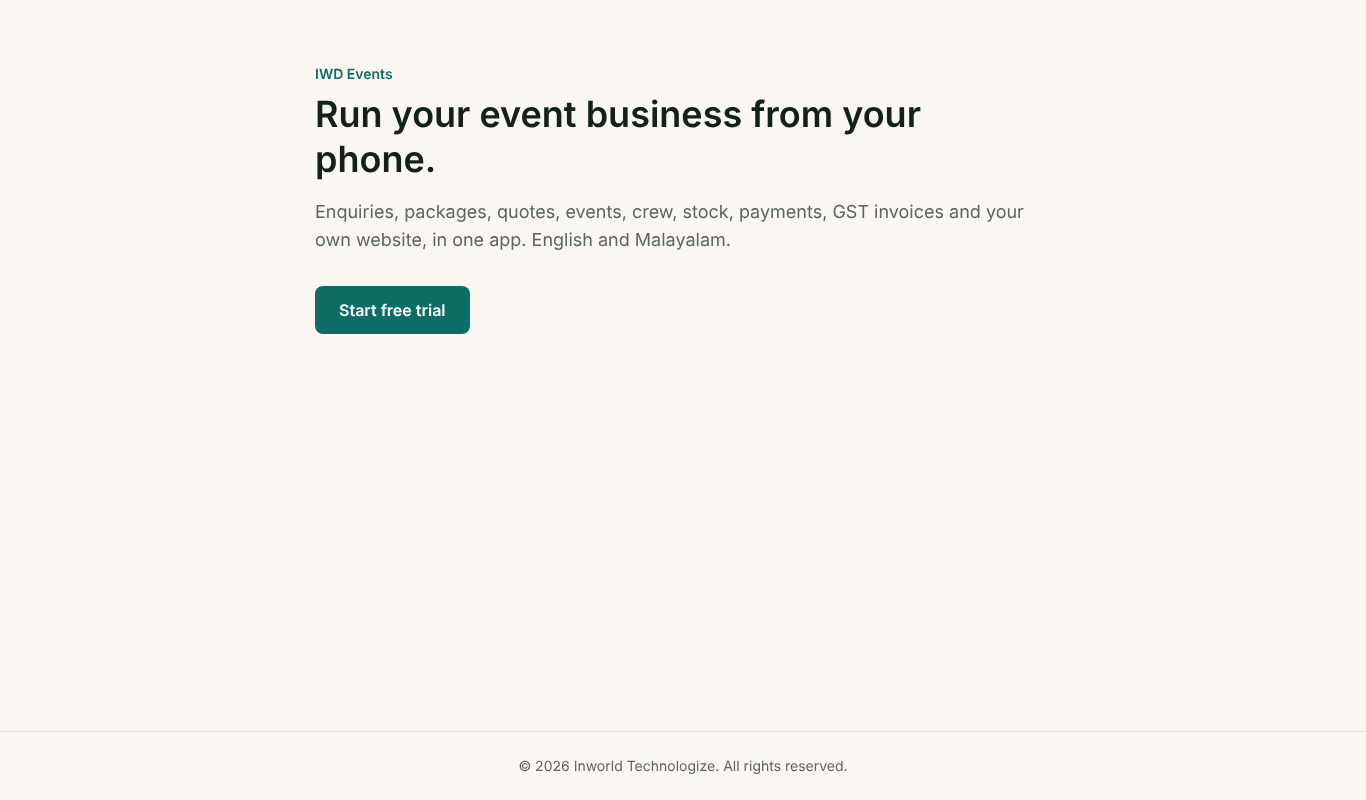 IWD Events
Run your event business from your
phone.
Enquiries, packages, quotes, events, crew, stock, payments, GST invoices and your
own website, in one app. English and Malayalam.
Start free trial
© 2026 Inworld Technologize. All rights reserved.